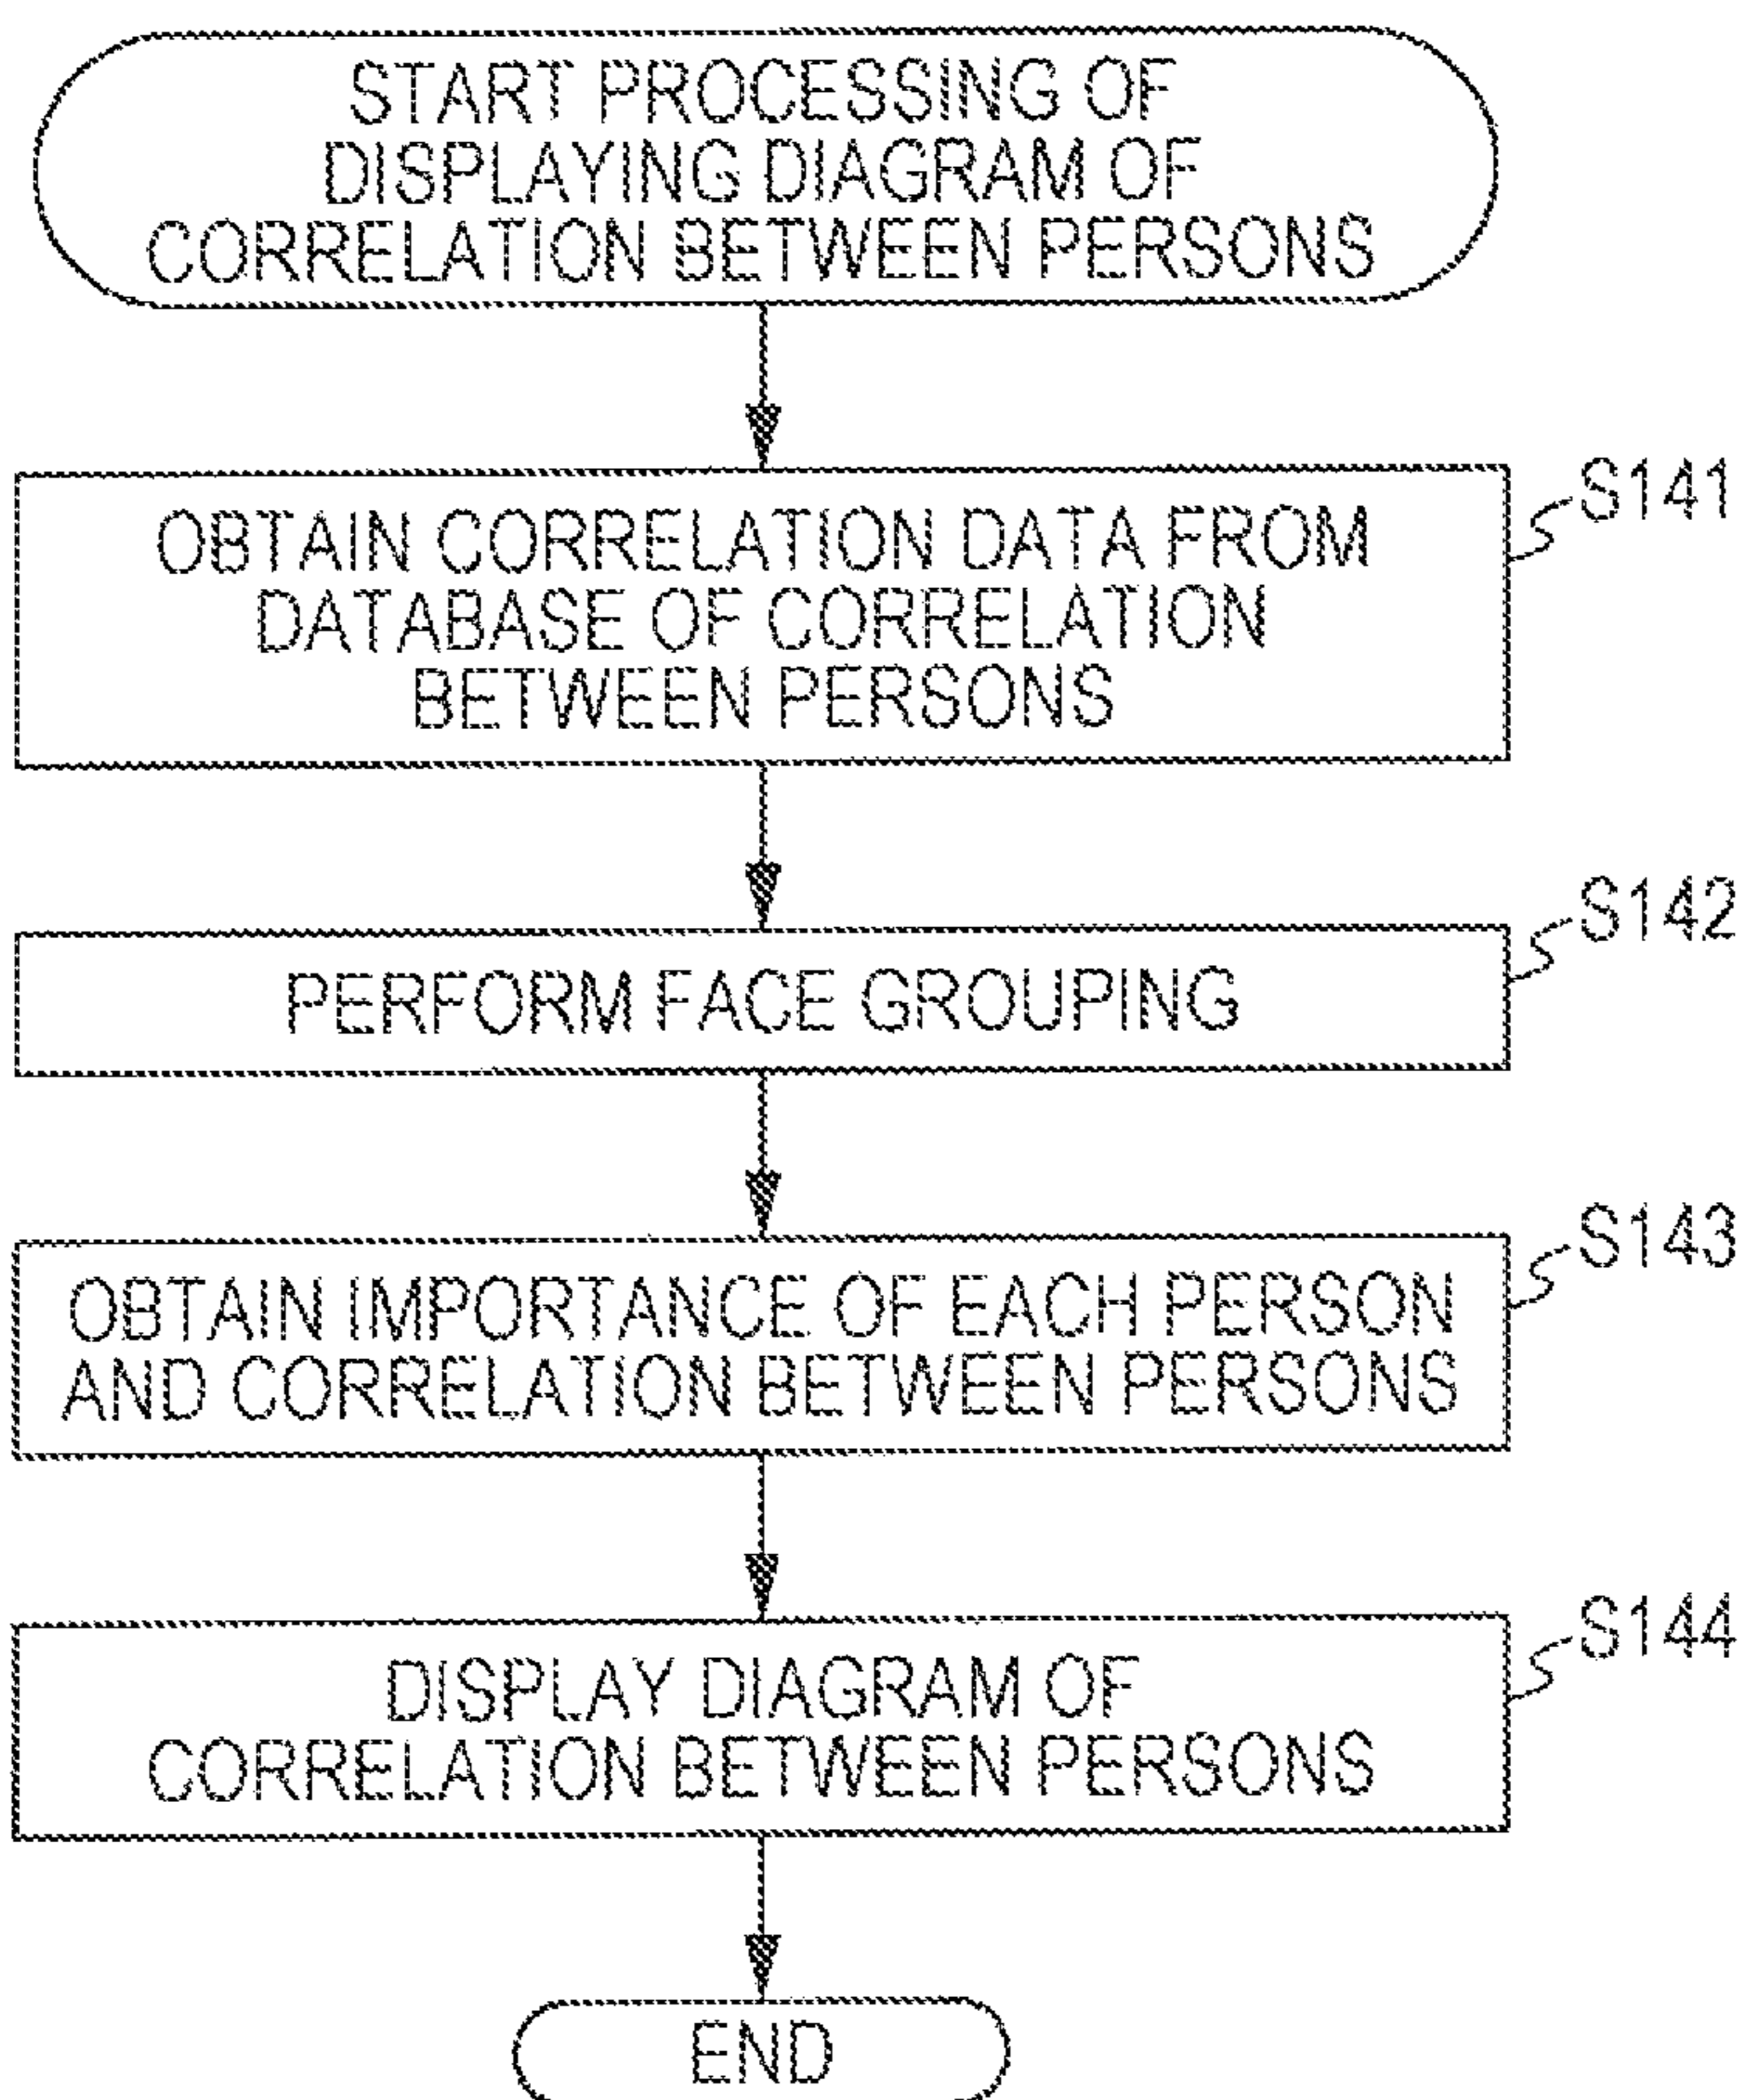 START PROCESSING OF
DISPLAYING DIAGRAM OF
CORRELATION BETWEEN PERSONS
S141
OBTAIN CORRELATION DATA FROM
DATABASE OF CORRELATION
BETWEEN PERSONS
S142
PERFORM FACE GROUPING
S143
OBTAIN IMPORTANCE OF EACH PERSON
AND CORRELATION BETWEEN PERSONS
S144
DISPLAY DIAGRAM OF
CORRELATION BETWEEN PERSONS
END